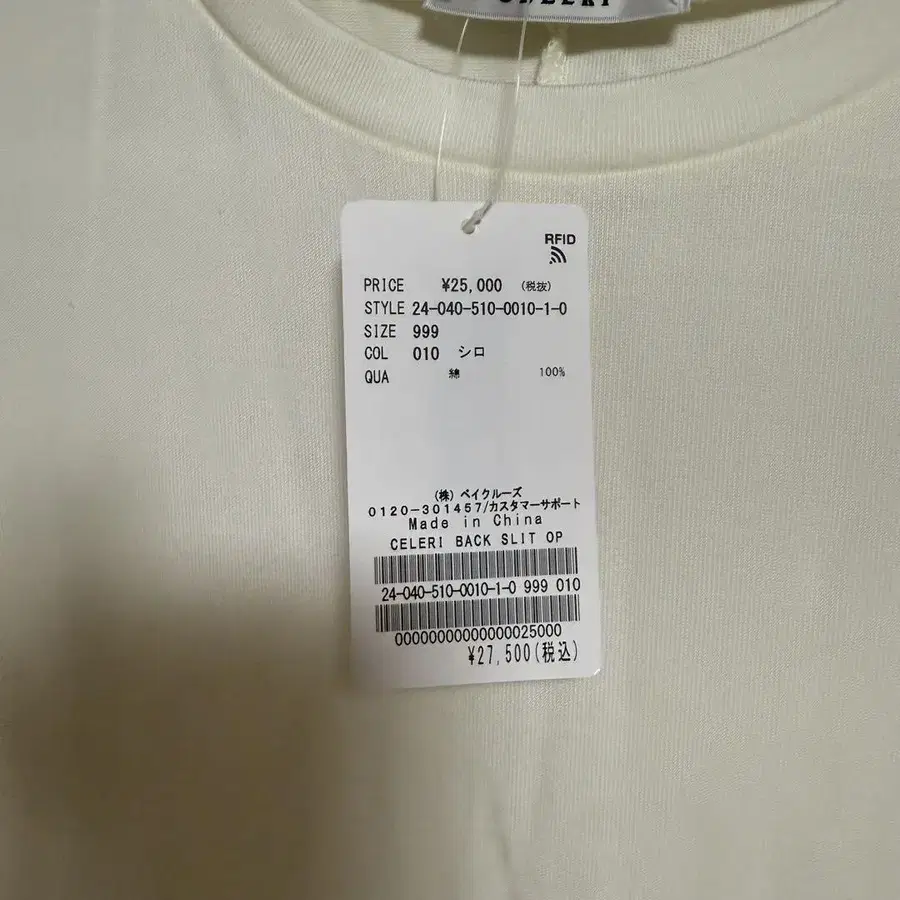 CELERI
RFID
PRICE ¥25,000 (税抜)
STYLE 24-040-510-0010-1-0
SIZE 999
COL 010 シロ
QUA 綿 100%
(株) ベイクルーズ
0120-301457/カスタマーサポート
Made in China
CELERI BACK SLIT OP
24-040-510-0010-1-0 999 010
00000000000000025000
¥27,500(税込)